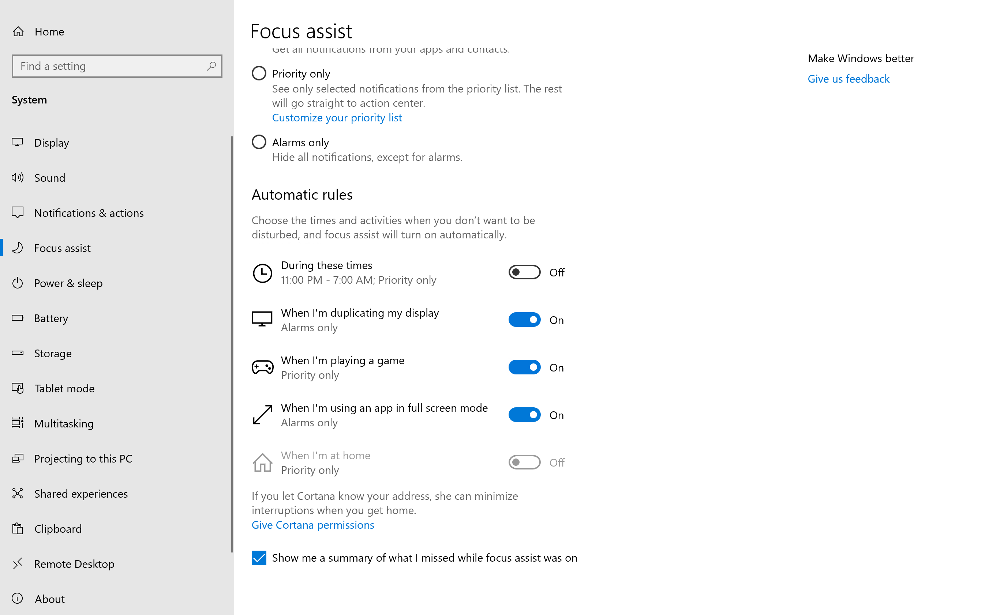 Home
Find a setting
System
Display
Sound
Notifications & actions
Focus assist
Power & sleep
Battery
Storage
Tablet mode
Multitasking
Projecting to this PC
Shared experiences
Clipboard
Remote Desktop
About
Focus assist
Get all notifications from your apps and contacts.
Priority only
See only selected notifications from the priority list. The rest
will go straight to action center.
Customize your priority list
Alarms only
Hide all notifications, except for alarms.
Automatic rules
Choose the times and activities when you don’t want to be
disturbed, and focus assist will turn on automatically.
During these times
11:00 PM - 7:00 AM; Priority only
Off
When I'm duplicating my display
Alarms only
On
When I'm playing a game
Priority only
On
When I'm using an app in full screen mode
Alarms only
On
When I'm at home
Priority only
Off
If you let Cortana know your address, she can minimize
interruptions when you get home.
Give Cortana permissions
Show me a summary of what I missed while focus assist was on
Make Windows better
Give us feedback